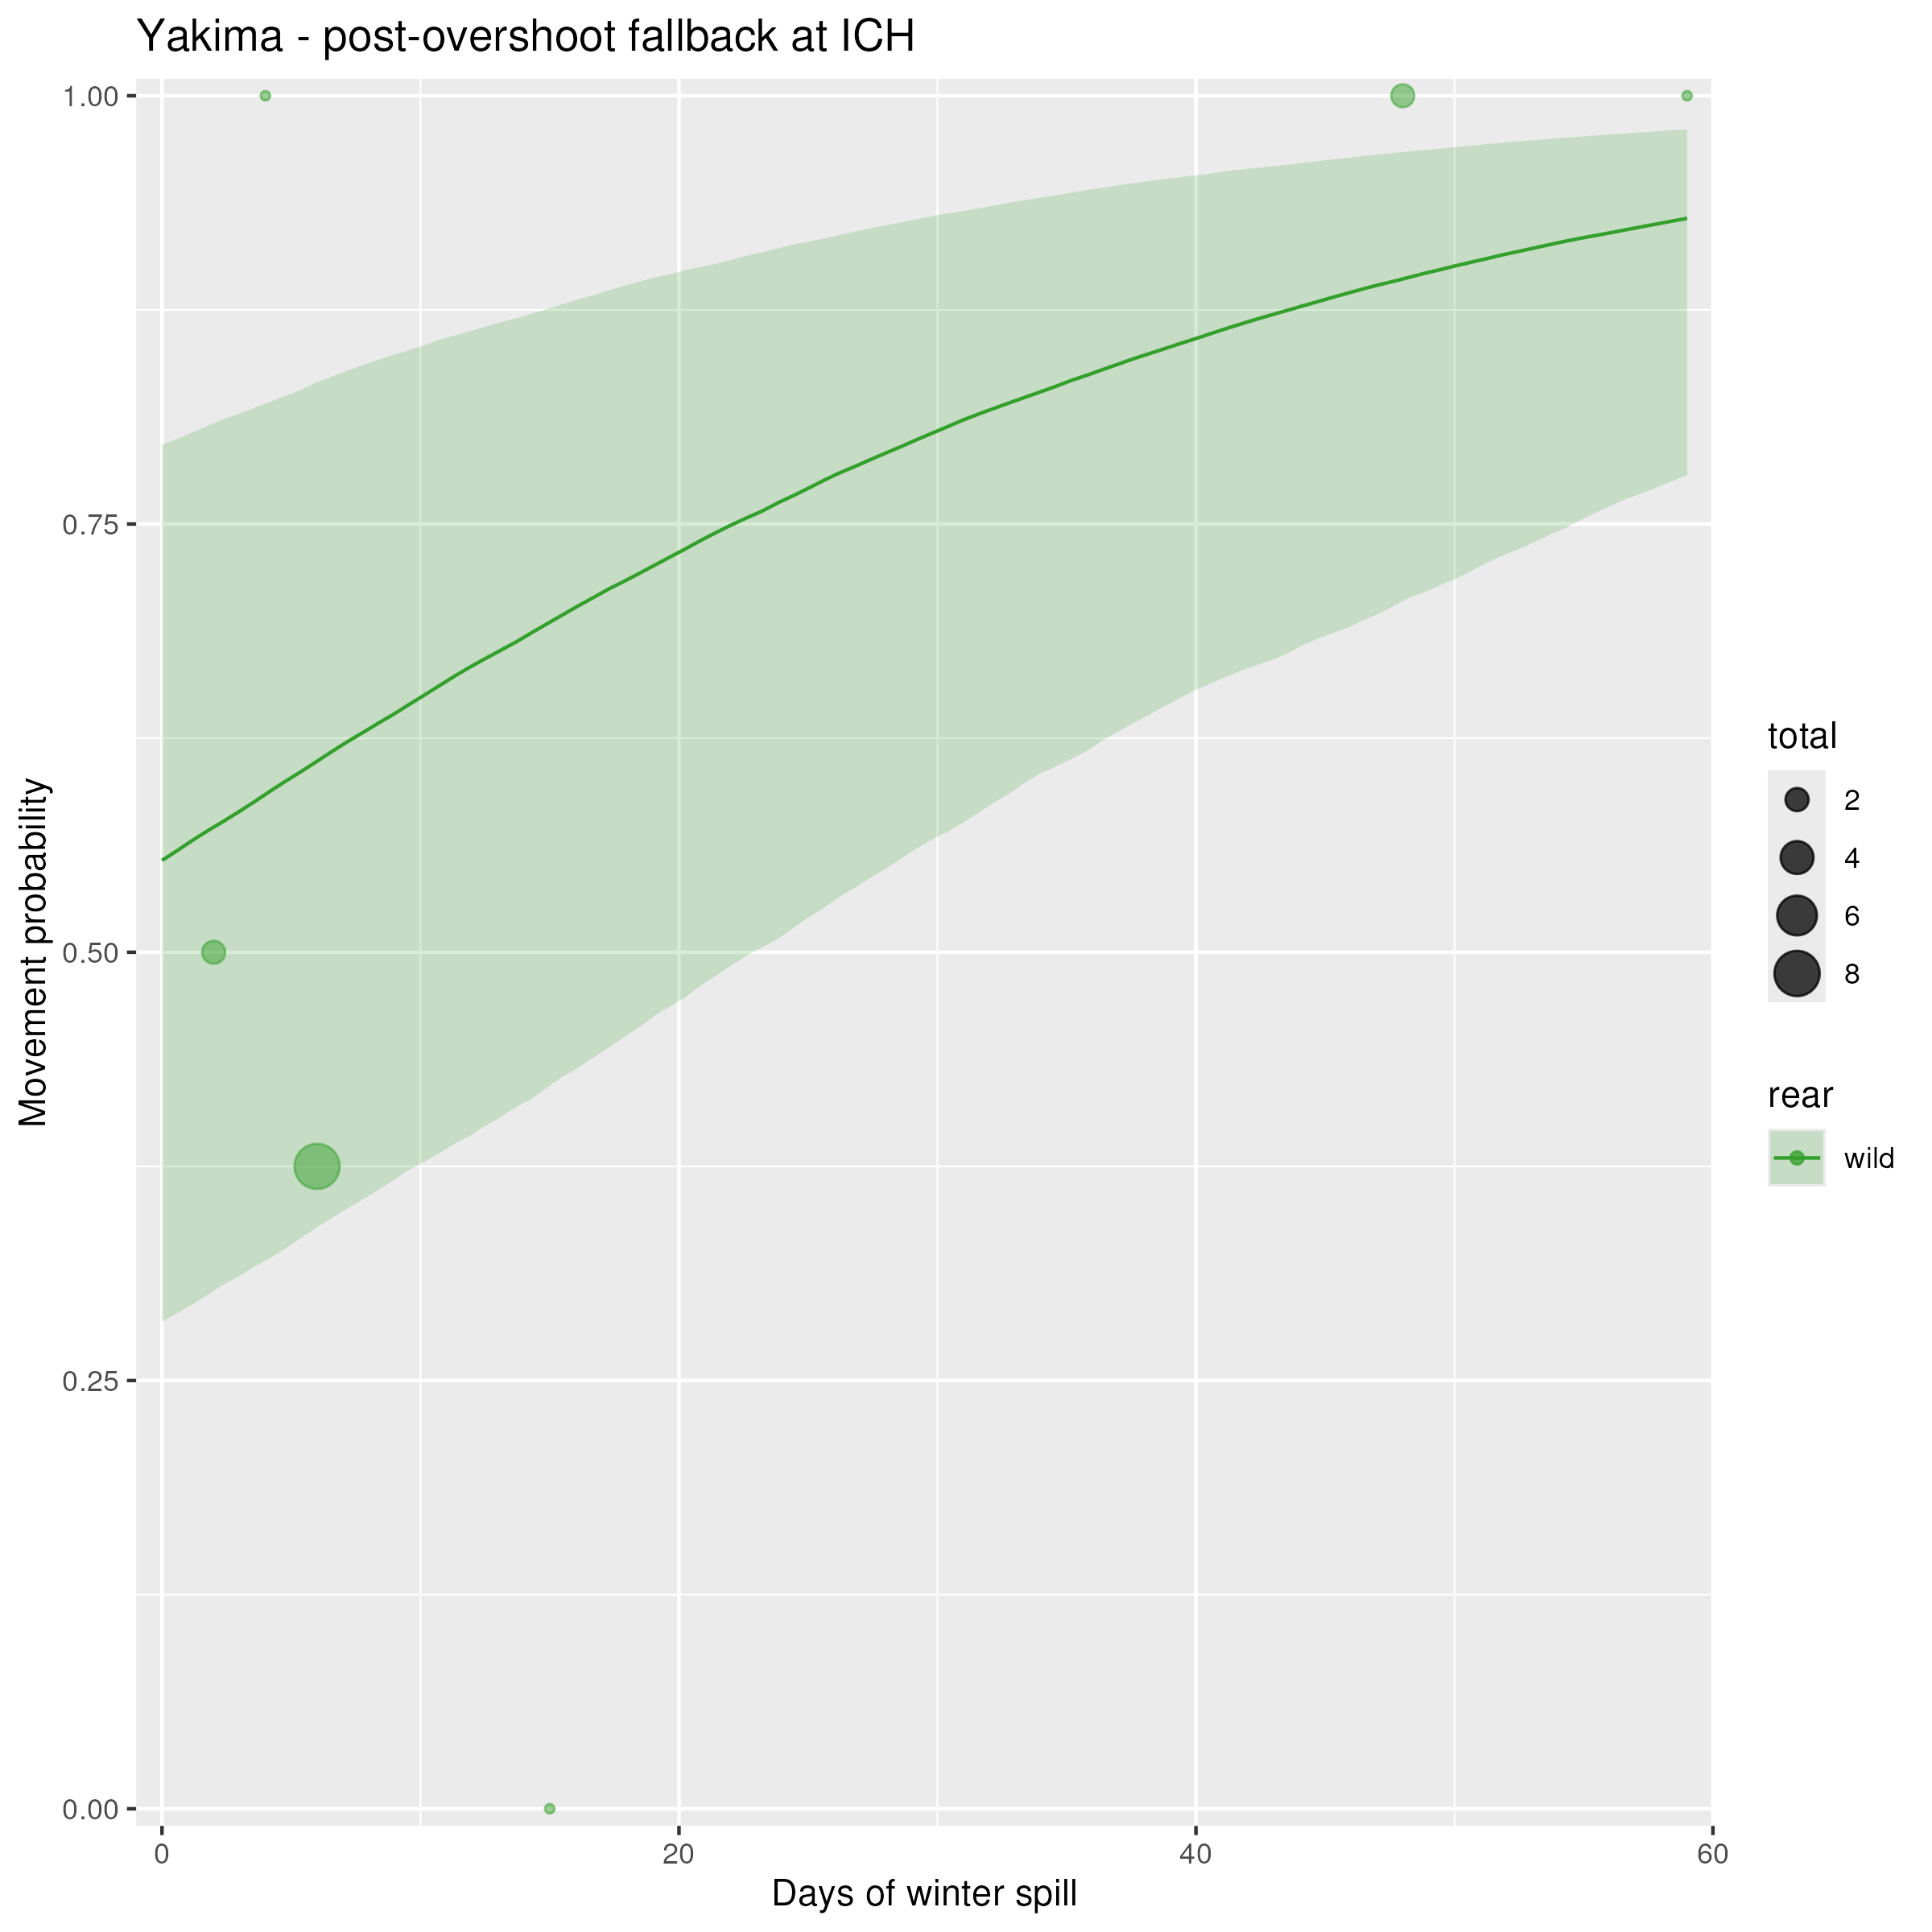 Yakima - post-overshoot fallback at ICH
Movement probability
1.00
0.75
0.50
0.25
0.00
0
20
40
60
Days of winter spill
total
2
4
6
8
rear
wild